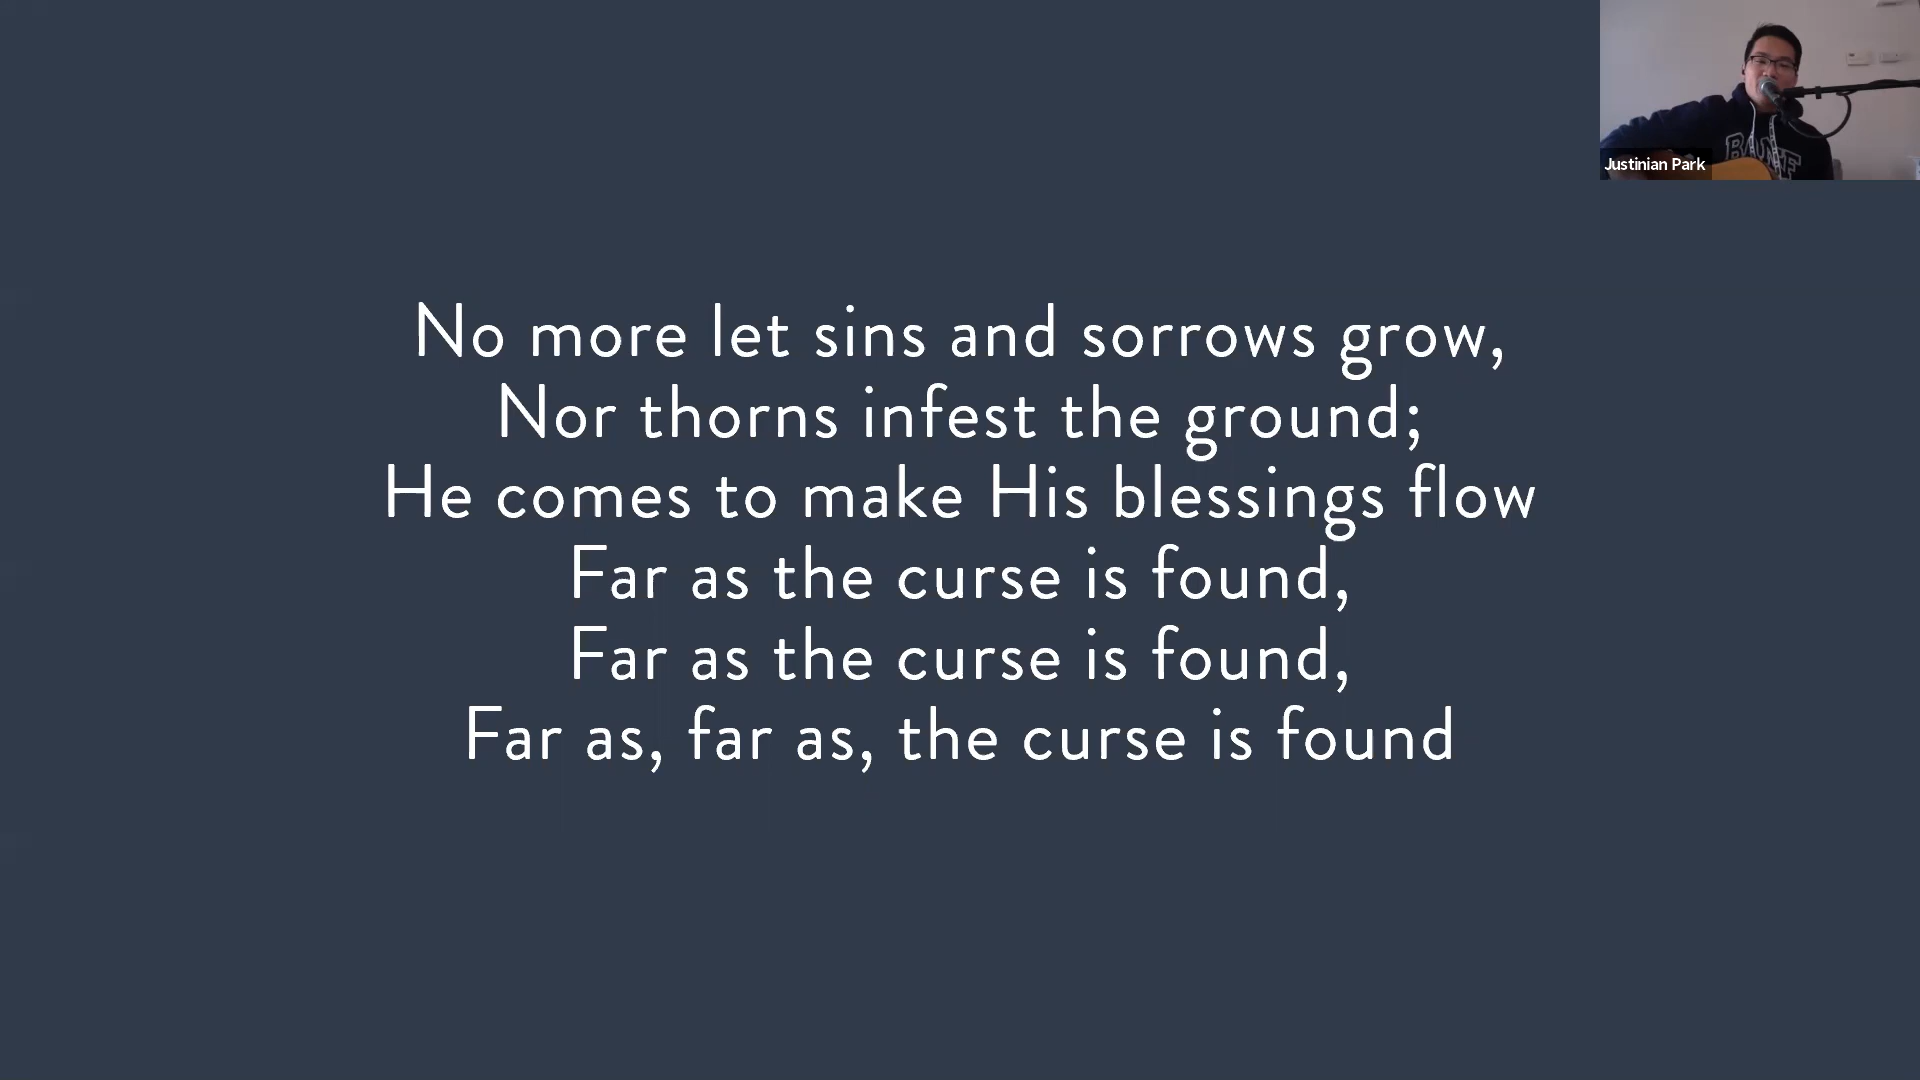 Justinian Park
BANFF
No more let sins and sorrows grow,
Nor thorns infest the ground;
He comes to make His blessings flow
Far as the curse is found,
Far as the curse is found,
Far as, far as, the curse is found